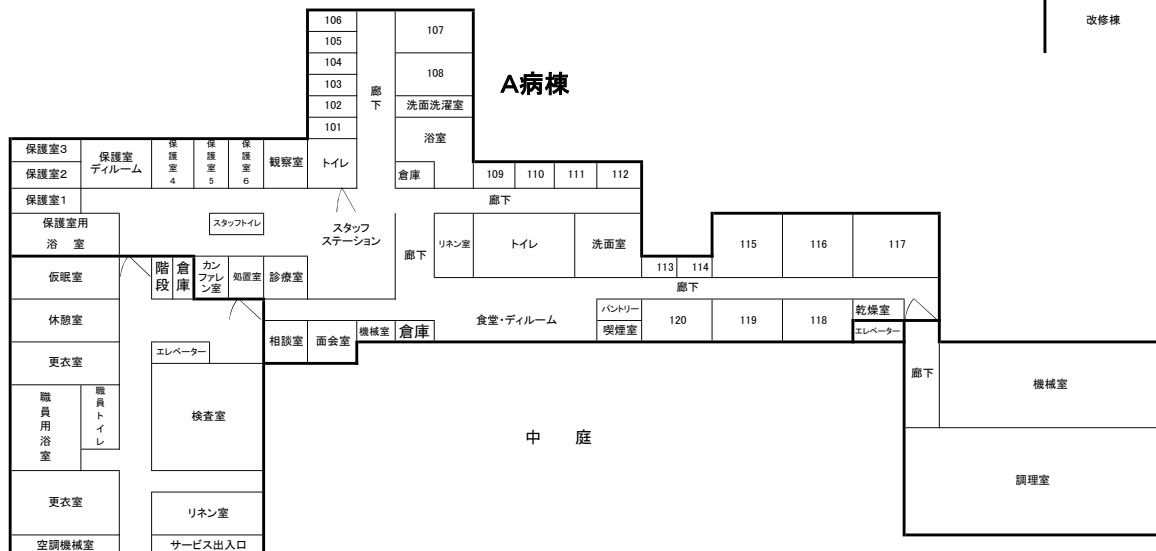 改修棟
106
105
104
103
102
101
廊
下
107
108
洗面洗濯室
浴室
倉庫
A病棟
保護室3
保護室2
保護室1
保護室
ディルーム
保
護
室
4
保
護
室
5
保
護
室
6
観察室
トイレ
109
110
111
112
廊下
保護室用
浴 室
スタッフトイレ
スタッフ
ステーション
廊下
リネン室
トイレ
洗面室
115
116
117
113
114
廊下
仮眠室
階
段
倉
庫
カン
ファレ
ン室
処置室
診療室
休憩室
相談室
面会室
機械室
倉庫
食堂・ディルーム
パントリー
喫煙室
120
119
118
乾燥室
エレベーター
更衣室
エレベーター
検査室
職
員
用
浴
室
職
員
ト
イ
レ
廊下
機械室
中 庭
調理室
更衣室
リネン室
空調機械室
サービス出入口